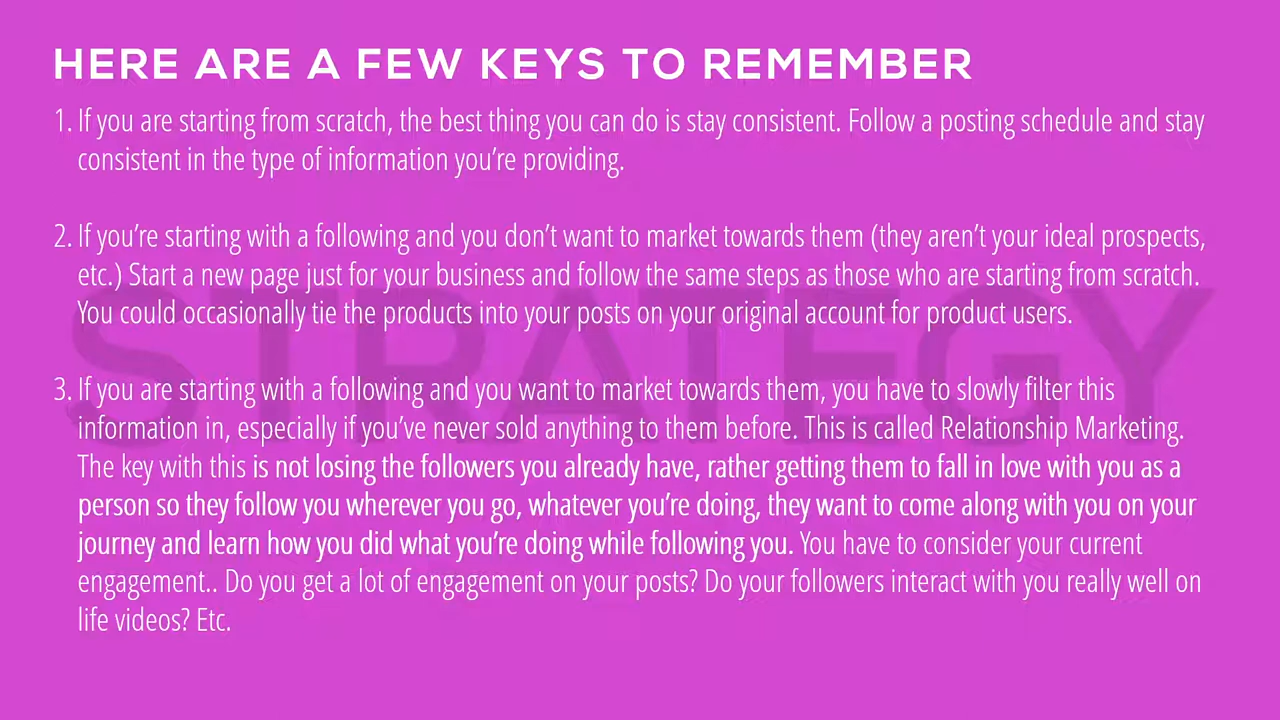 HERE ARE A FEW KEYS TO REMEMBER
1. If you are starting from scratch, the best thing you can do is stay consistent. Follow a posting schedule and stay
consistent in the type of information you’re providing.
2. If you’re starting with a following and you don’t want to market towards them (they aren’t your ideal prospects,
etc.) Start a new page just for your business and follow the same steps as those who are starting from scratch.
You could occasionally tie the products into your posts on your original account for product users.
STRATEGY
3. If you are starting with a following and you want to market towards them, you have to slowly filter this
information in, especially if you’ve never sold anything to them before. This is called Relationship Marketing.
The key with this is not losing the followers you already have, rather getting them to fall in love with you as a
person so they follow you wherever you go, whatever you’re doing, they want to come along with you on your
journey and learn how you did what you’re doing while following you. You have to consider your current
engagement.. Do you get a lot of engagement on your posts? Do your followers interact with you really well on
life videos? Etc.